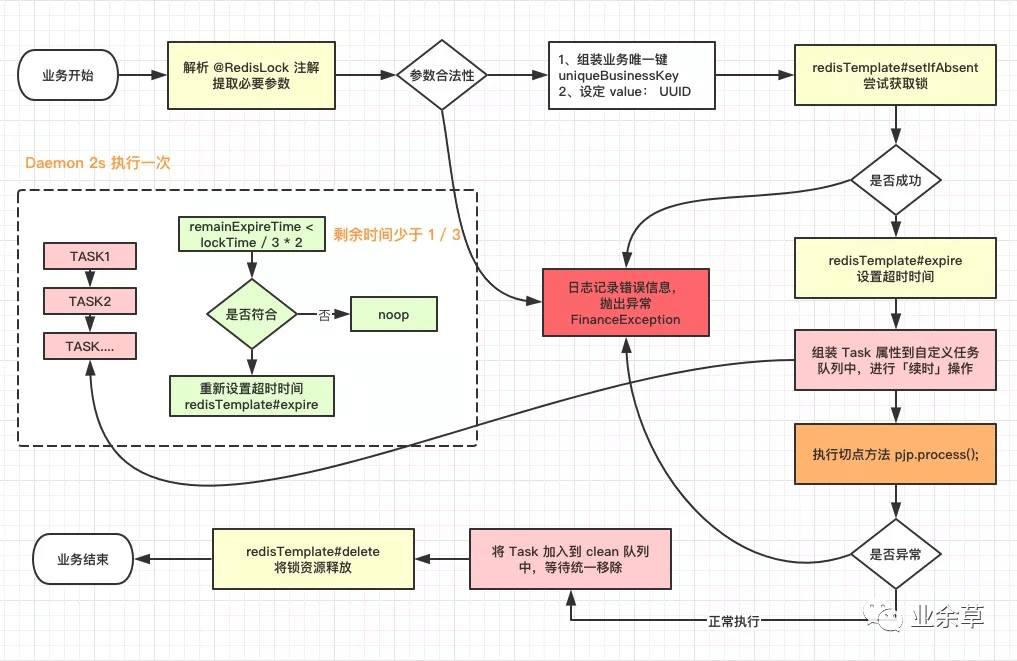 业务开始
解析 @RedisLock 注解
提取必要参数
参数合法性
1、组装业务唯一键
uniqueBusinessKey
2、设定 value： UUID
redisTemplate#setIfAbsent
尝试获取锁
是否成功
redisTemplate#expire
设置超时时间
组装 Task 属性到自定义任务
队列中，进行「续时」操作
执行切点方法 pjp.process();
是否异常
正常执行
日志记录错误信息，
抛出异常
FinanceException
Daemon 2s 执行一次
TASK1
TASK2
TASK....
remainExpireTime <
lockTime / 3 * 2
剩余时间少于 1 / 3
是否符合
否
noop
重新设置超时时间
redisTemplate#expire
将 Task 加入到 clean 队列
中，等待统一移除
redisTemplate#delete
将锁资源释放
业务结束
业余草